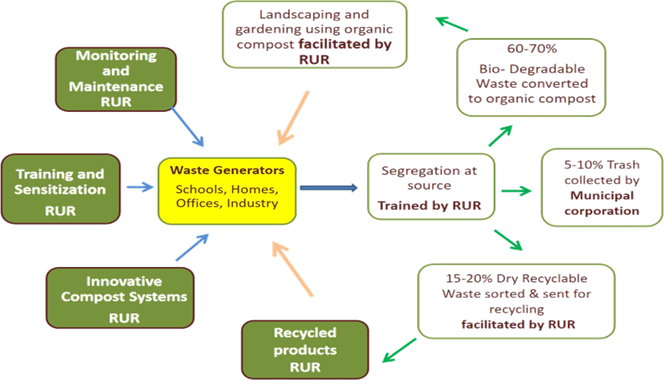 Landscaping and
gardening using organic
compost facilitated by
RUR
60-70%
Bio- Degradable
Waste converted
to organic compost
Monitoring and
Maintenance
RUR
Training and
Sensitization
RUR
Waste Generators
Schools, Homes,
Offices, Industry
Segregation at
source
Trained by RUR
5-10% Trash
collected by
Municipal
corporation
Innovative
Compost Systems
RUR
15-20% Dry Recyclable
Waste sorted & sent for
recycling
facilitated by RUR
Recycled
products
RUR